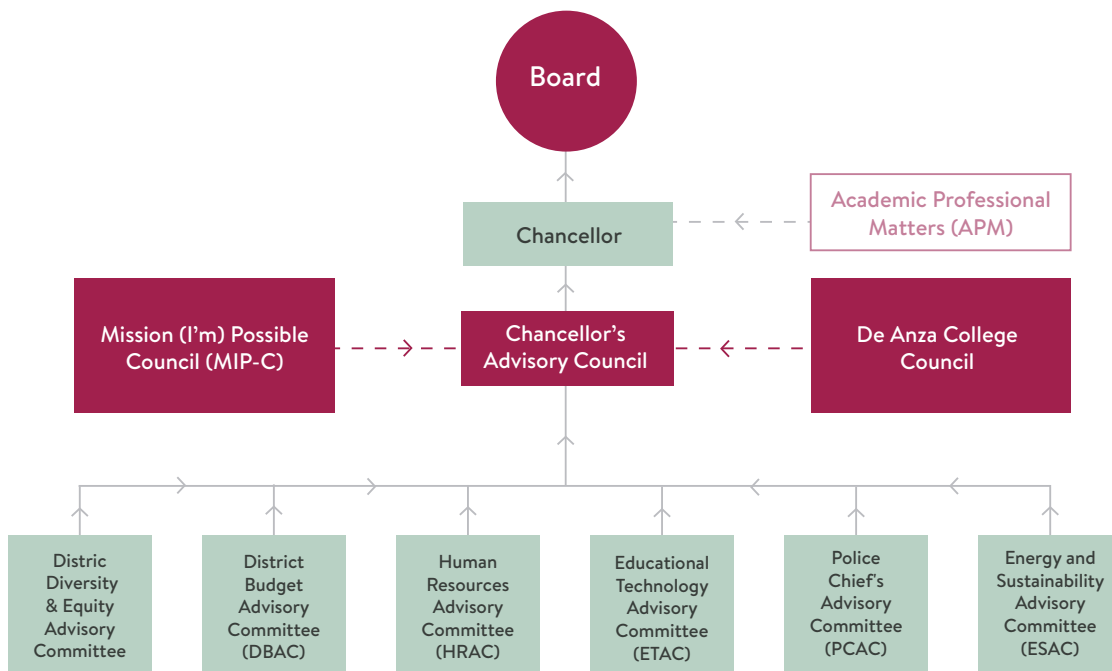 Board
Academic Professional
Matters (APM)
Chancellor
Mission (I'm) Possible
Council (MIP-C)
Chancellor's
Advisory Council
De Anza College
Council
Distric
Diversity
& Equity
Advisory
Committee
District
Budget
Advisory
Committee
(DBAC)
Human
Resources
Advisory
Committee
(HRAC)
Educational
Technology
Advisory
Committee
(ETAC)
Police
Chief's
Advisory
Committee
(PCAC)
Energy and
Sustainability
Advisory
Committee
(ESAC)